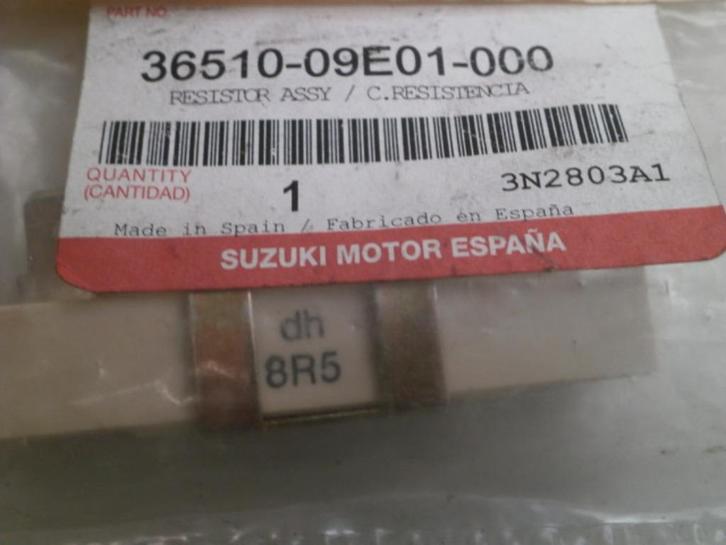 PART NO.
36510-09E01-000
RESISTOR ASSY / C.RESISTENCIA
QUANTITY
(CANTIDAD)
1
3N2803A1
Made in Spain / Fabricado en España
SUZUKI MOTOR ESPAÑA
dh
8R5